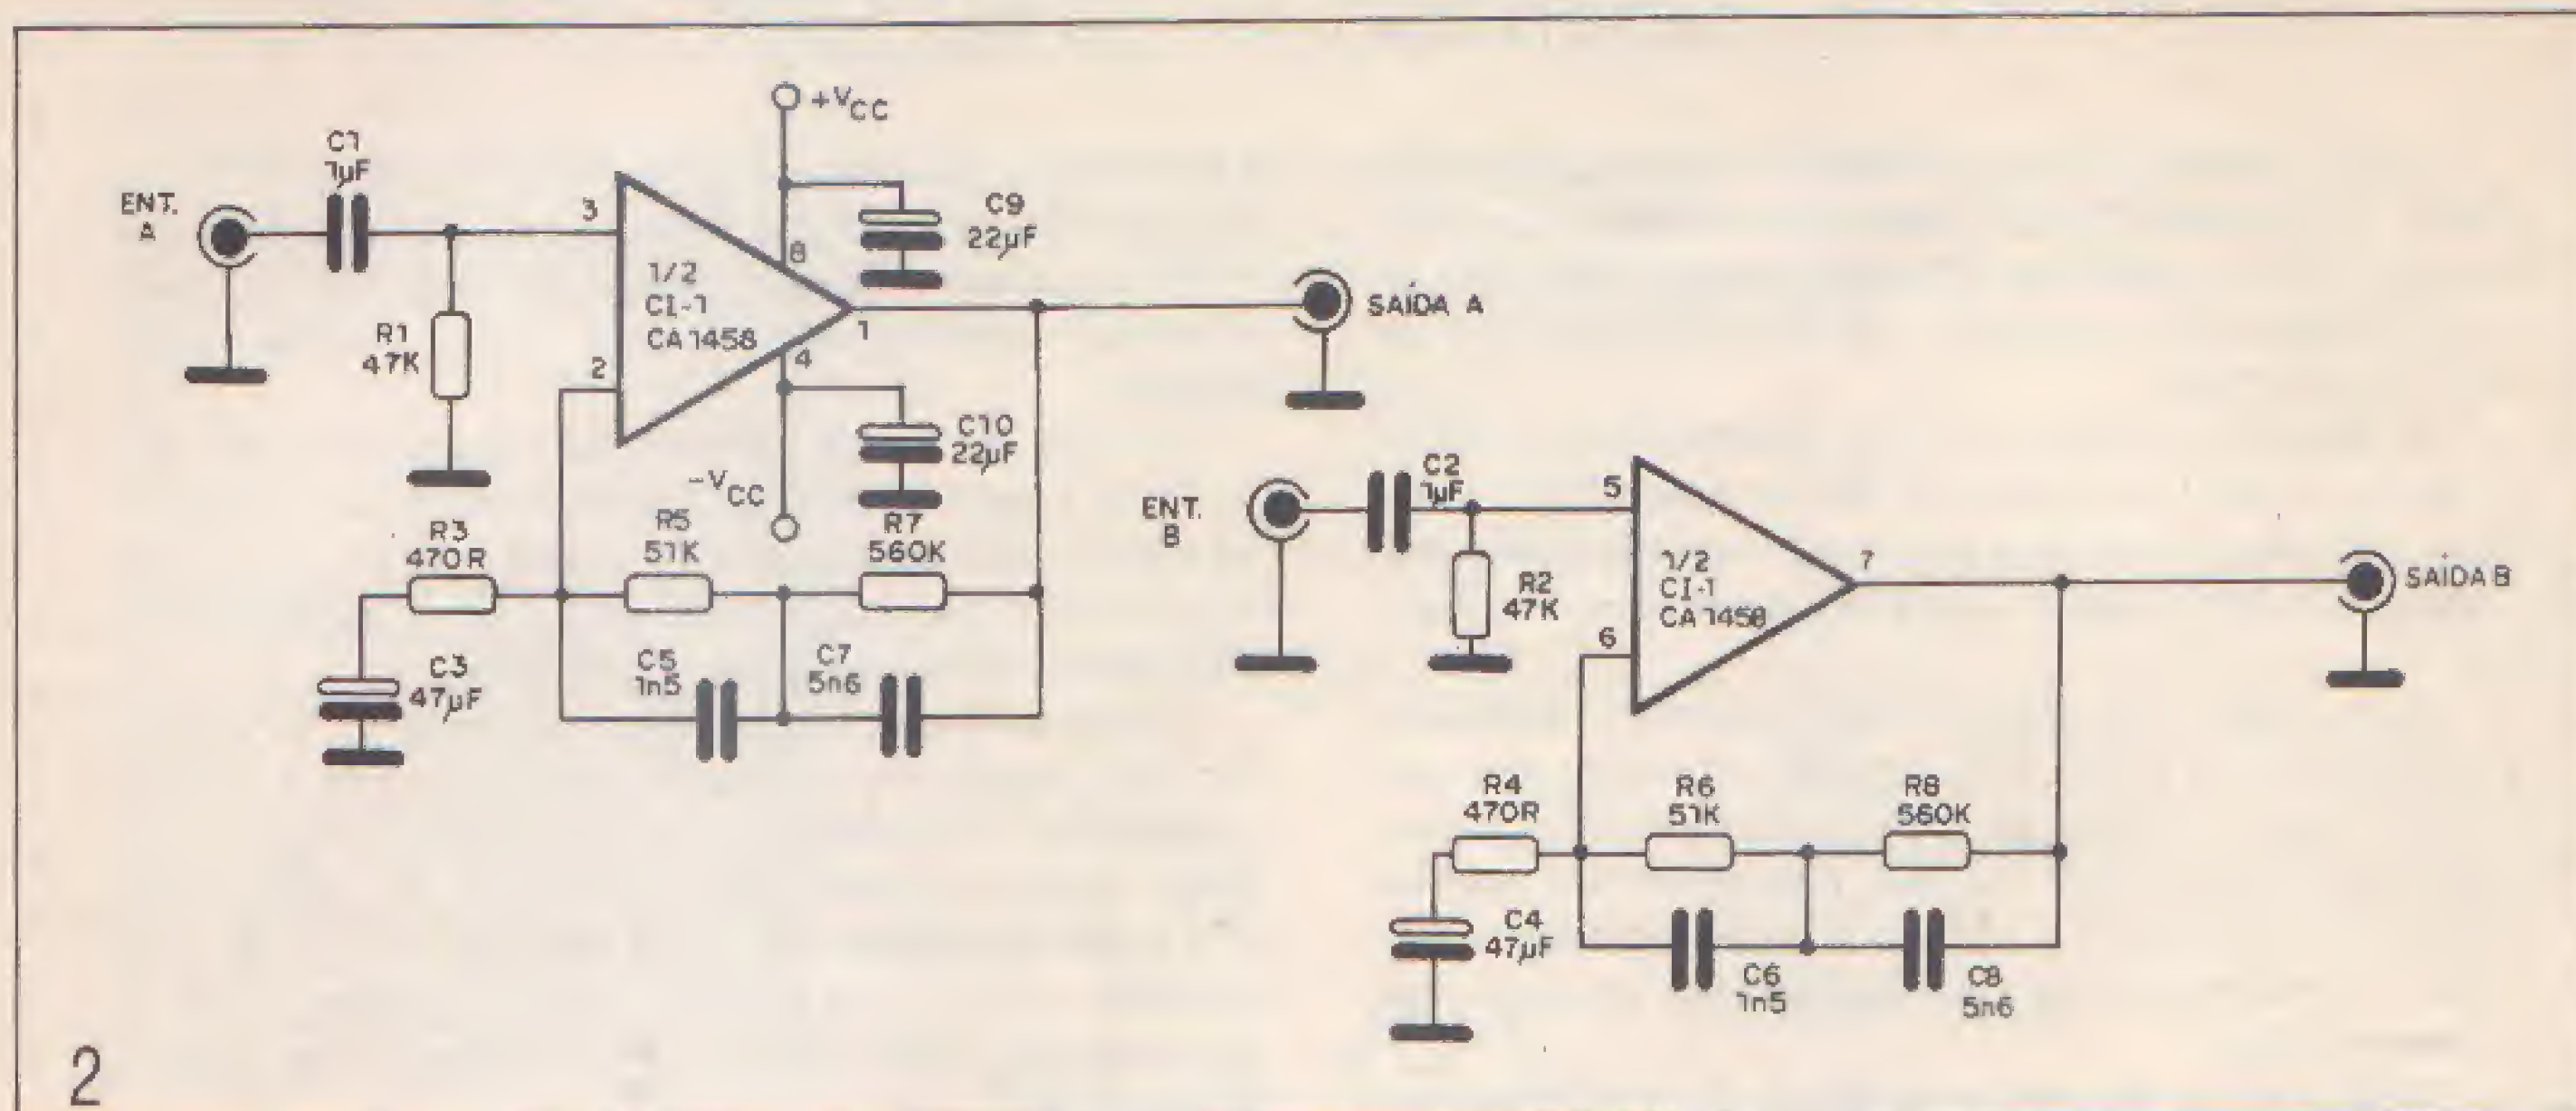 +VCC
C1
1µF
ENT.
A
3
8
C9
22µF
1/2
CI-1
CA1458
1
SAÍDA A
R1
47K
2
4
C10
22µF
-VCC
R3
470R
R5
51K
R7
560K
C3
47µF
C5
1n5
C7
5n6
ENT.
B
C2
1µF
5
R2
47K
1/2
CI-1
CA1458
7
SAÍDA B
6
R4
470R
R6
51K
R8
560K
C4
47µF
C6
1n5
C8
5n6
2